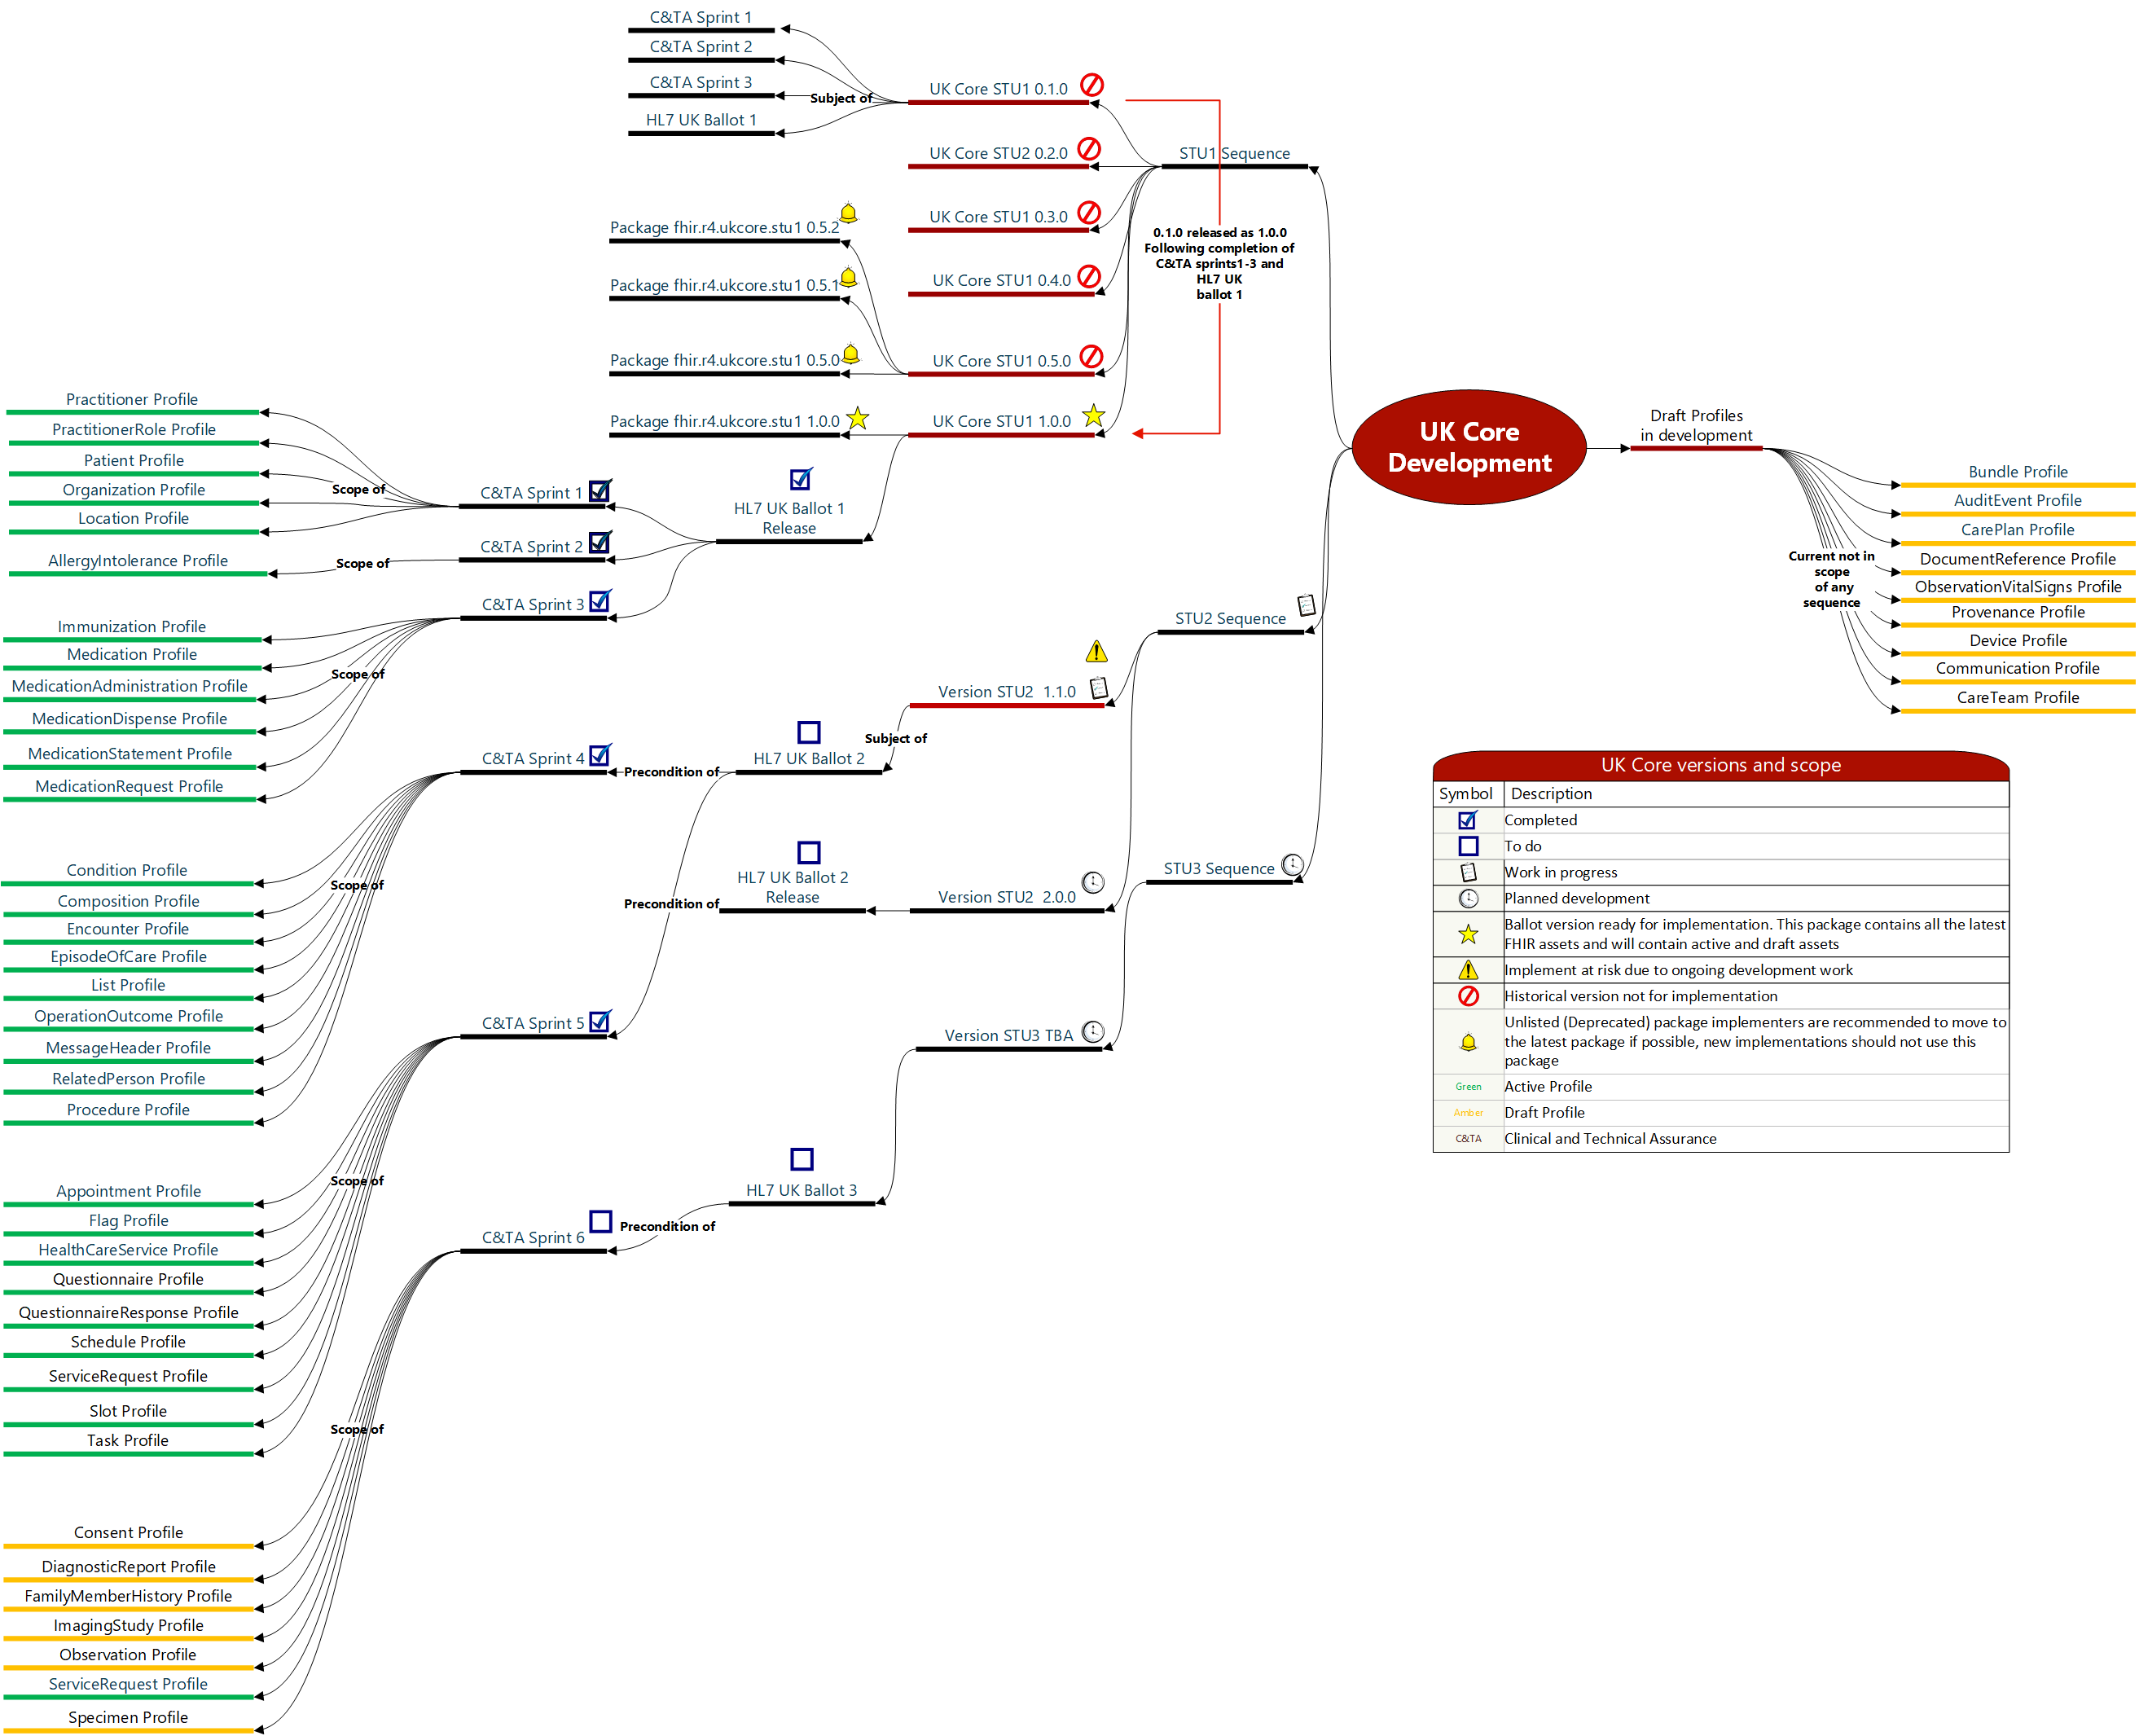 C&TA Sprint 1
C&TA Sprint 2
C&TA Sprint 3
HL7 UK Ballot 1
Subject of
UK Core STU1 0.1.0
UK Core STU2 0.2.0
UK Core STU1 0.3.0
UK Core STU1 0.4.0
UK Core STU1 0.5.0
UK Core STU1 1.0.0
STU1 Sequence
0.1.0 released as 1.0.0
Following completion of
C&TA sprints1-3 and
HL7 UK
ballot 1
Package fhir.r4.ukcore.stu1 0.5.2
Package fhir.r4.ukcore.stu1 0.5.1
Package fhir.r4.ukcore.stu1 0.5.0
Package fhir.r4.ukcore.stu1 1.0.0
UK Core
Development
Draft Profiles
in development
Bundle Profile
AuditEvent Profile
CarePlan Profile
DocumentReference Profile
ObservationVitalSigns Profile
Provenance Profile
Device Profile
Communication Profile
CareTeam Profile
Current not in
scope
of any
sequence
HL7 UK Ballot 1
Release
C&TA Sprint 1
Scope of
Practitioner Profile
PractitionerRole Profile
Patient Profile
Organization Profile
Location Profile
C&TA Sprint 2
Scope of
AllergyIntolerance Profile
C&TA Sprint 3
Scope of
Immunization Profile
Medication Profile
MedicationAdministration Profile
MedicationDispense Profile
MedicationStatement Profile
MedicationRequest Profile
STU2 Sequence
Version STU2  1.1.0
Subject of
HL7 UK Ballot 2
Precondition of
C&TA Sprint 4
Scope of
Condition Profile
Composition Profile
Encounter Profile
EpisodeOfCare Profile
List Profile
OperationOutcome Profile
MessageHeader Profile
RelatedPerson Profile
Procedure Profile
Version STU2  2.0.0
HL7 UK Ballot 2
Release
Precondition of
C&TA Sprint 5
Scope of
Appointment Profile
Flag Profile
HealthCareService Profile
Questionnaire Profile
QuestionnaireResponse Profile
Schedule Profile
ServiceRequest Profile
Slot Profile
Task Profile
STU3 Sequence
Version STU3 TBA
HL7 UK Ballot 3
Precondition of
C&TA Sprint 6
Scope of
Consent Profile
DiagnosticReport Profile
FamilyMemberHistory Profile
ImagingStudy Profile
Observation Profile
ServiceRequest Profile
Specimen Profile
UK Core versions and scope
Symbol Description
Completed
To do
Work in progress
Planned development
Ballot version ready for implementation. This package contains all the latest
FHIR assets and will contain active and draft assets
Implement at risk due to ongoing development work
Historical version not for implementation
Unlisted (Deprecated) package implementers are recommended to move to
the latest package if possible, new implementations should not use this
package
Green Active Profile
Amber Draft Profile
C&TA Clinical and Technical Assurance